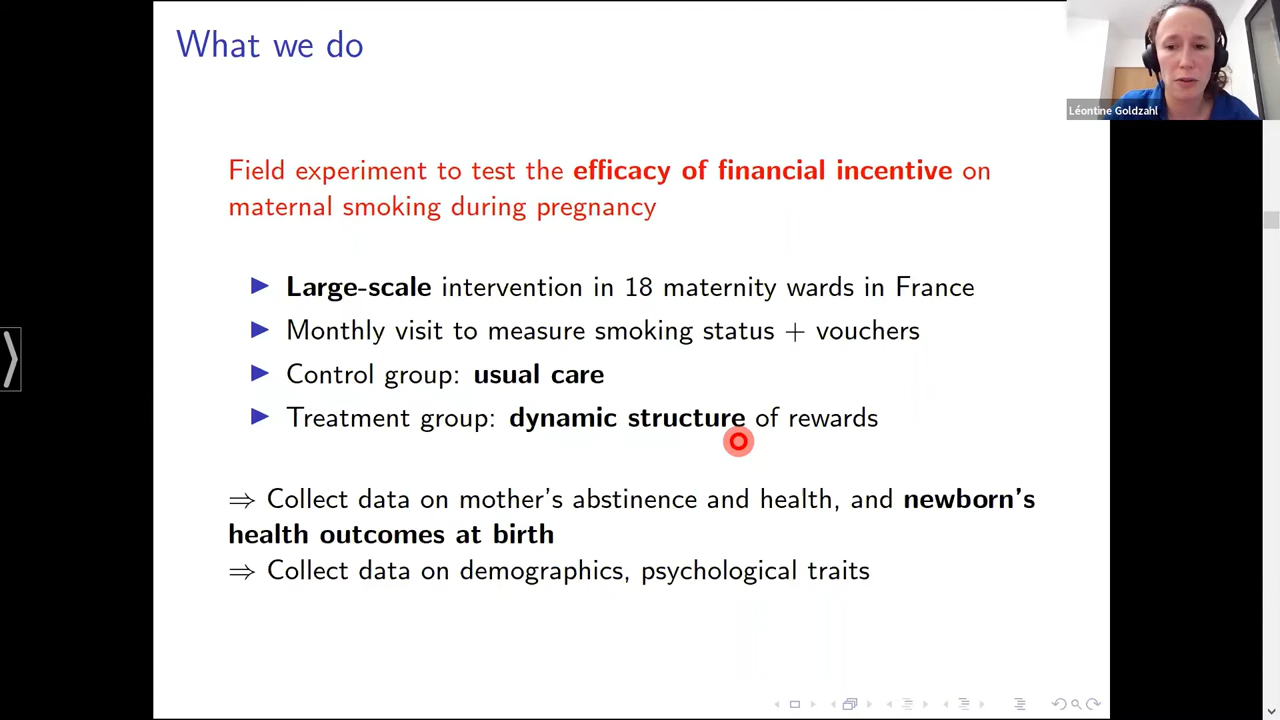 What we do
Léontine Goldzahl
Field experiment to test the efficacy of financial incentive on
maternal smoking during pregnancy
▶ Large-scale intervention in 18 maternity wards in France
▶ Monthly visit to measure smoking status + vouchers
▶ Control group: usual care
▶ Treatment group: dynamic structure of rewards
⇒ Collect data on mother's abstinence and health, and newborn's
health outcomes at birth
⇒ Collect data on demographics, psychological traits